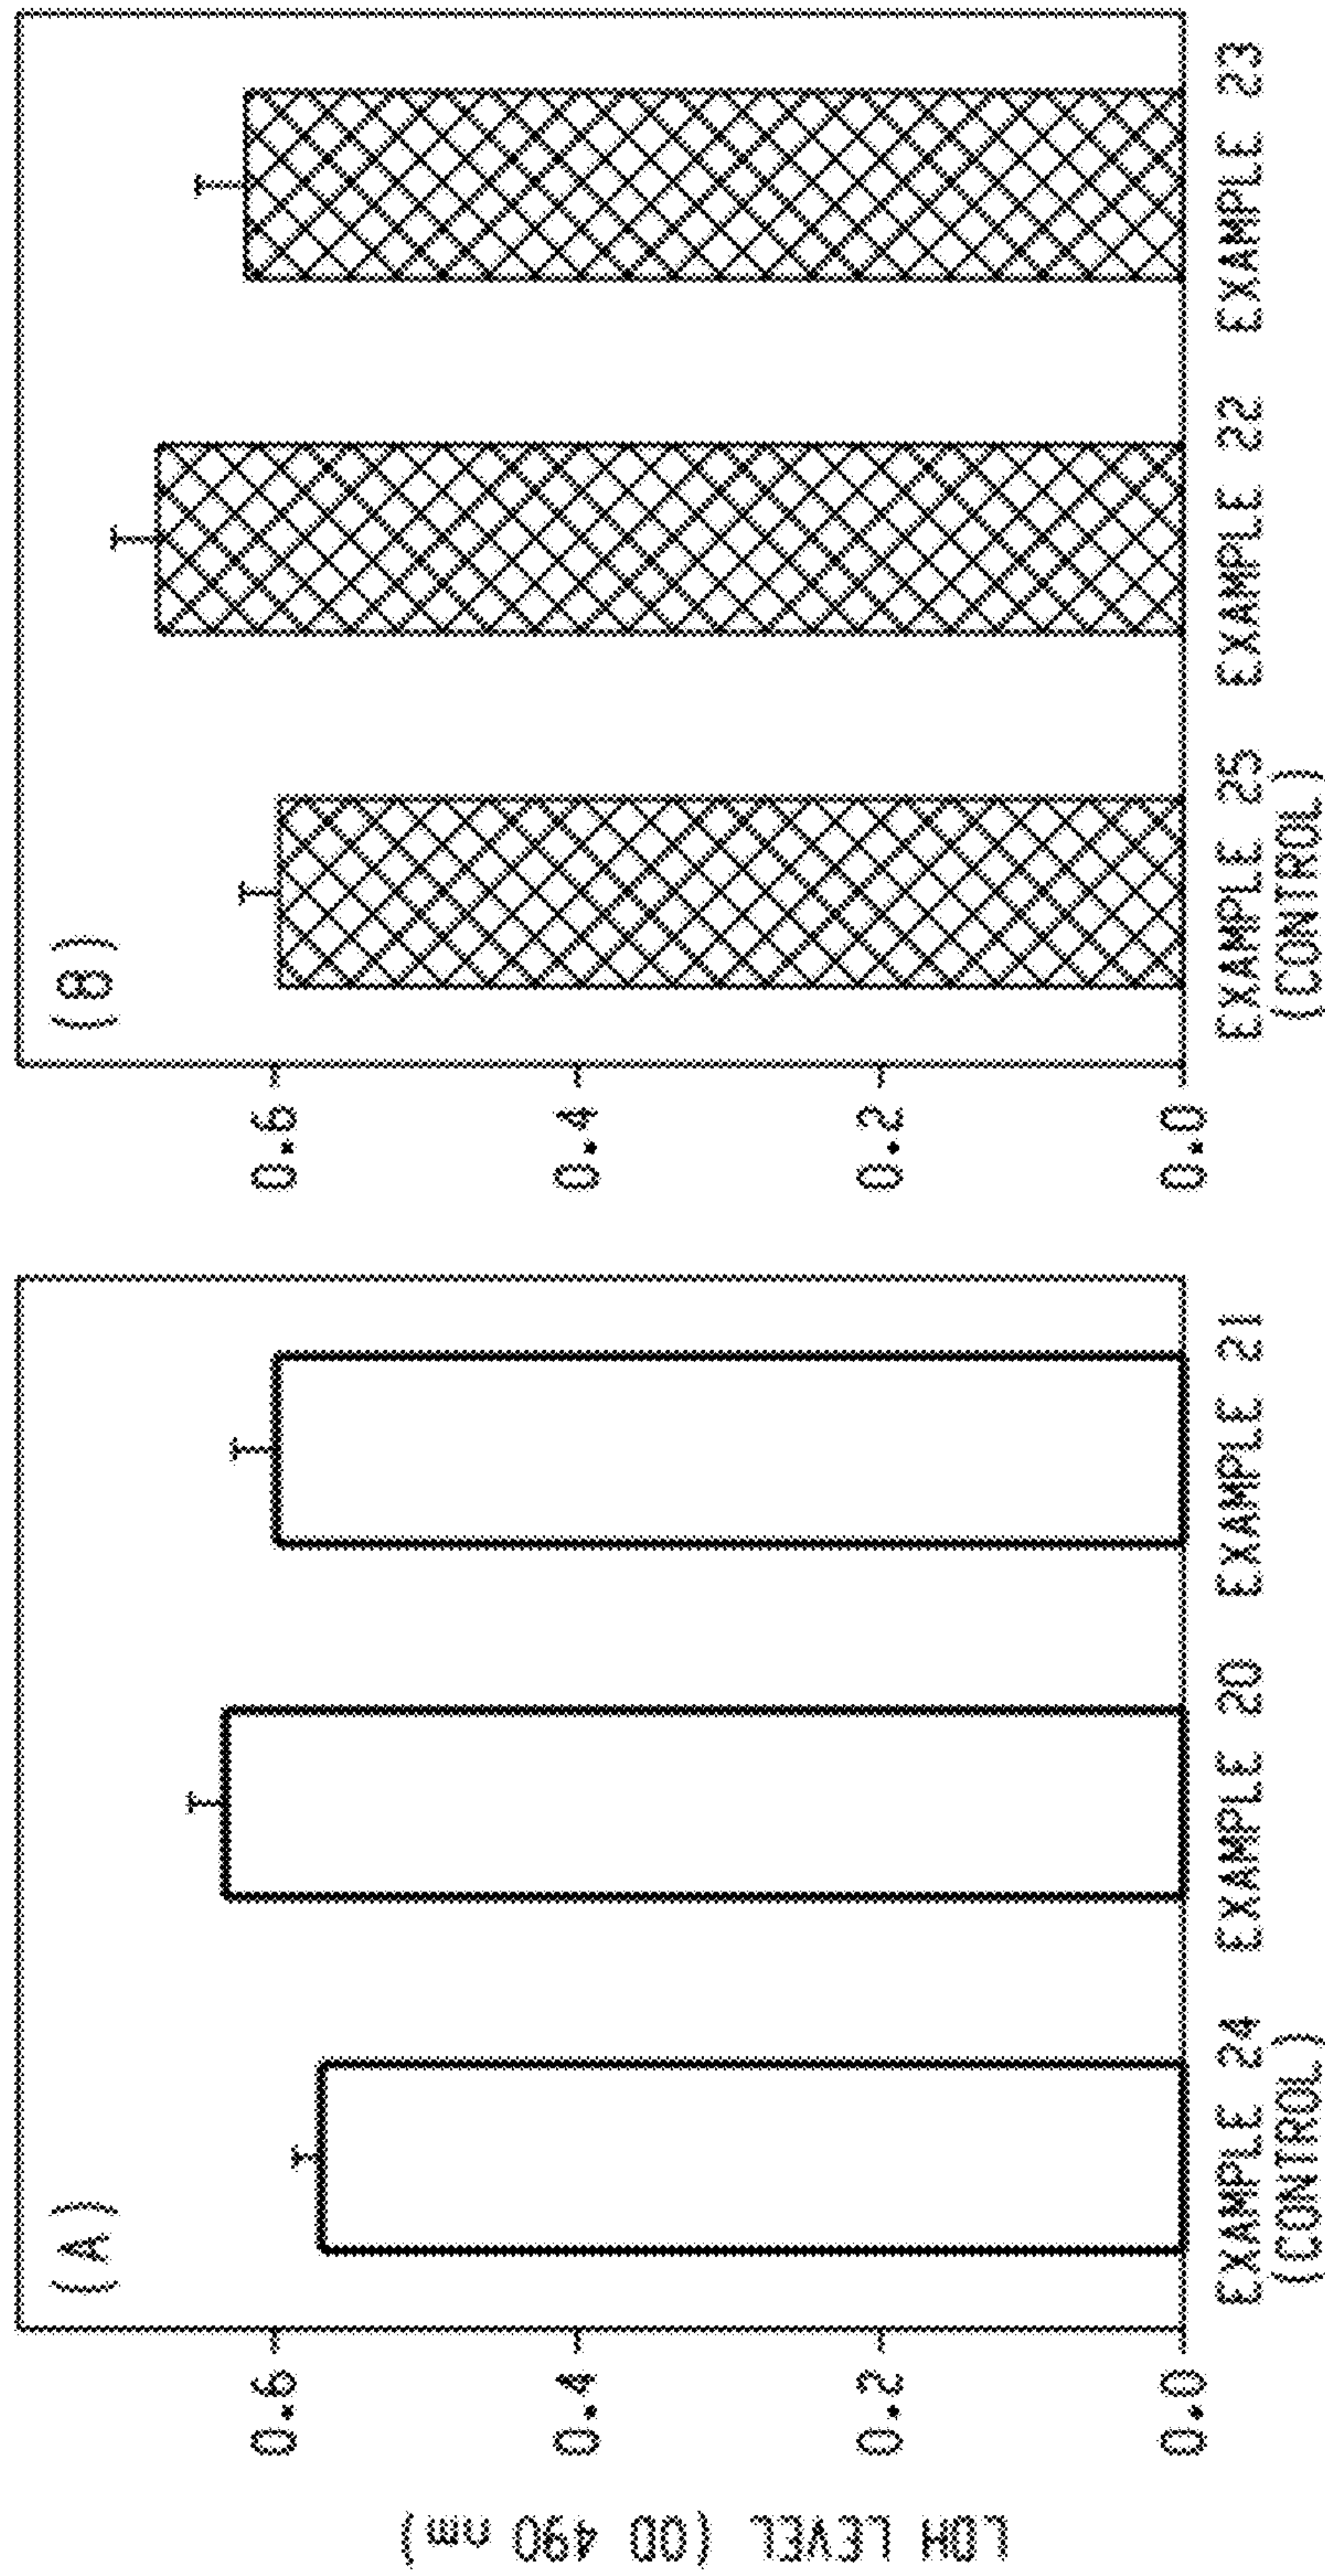 LDH LEVEL (OD 490 nm)
(A)
0.6
0.4
0.2
0.0
EXAMPLE 24 EXAMPLE 20 EXAMPLE 21
(CONTROL)
(B)
0.6
0.4
0.2
0.0
EXAMPLE 25 EXAMPLE 22 EXAMPLE 23
(CONTROL)